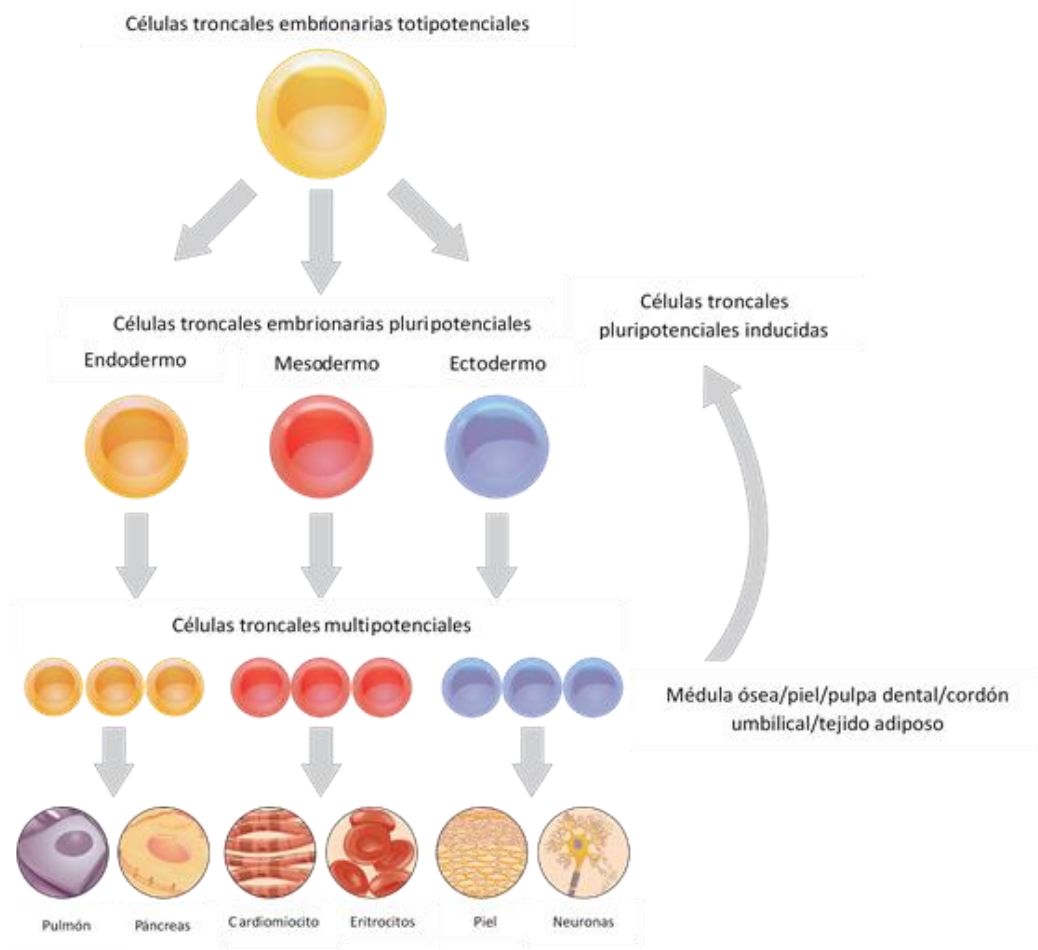 Células troncales embrionarias totipotenciales
Células troncales embrionarias pluripotenciales
Endodermo
Mesodermo
Ectodermo
Células troncales
pluripotenciales inducidas
Células troncales multipotenciales
Médula ósea/piel/pulpa dental/cordón
umbilical/tejido adiposo
Pulmón
Páncreas
Cardiomiocito
Eritrocitos
Piel
Neuronas